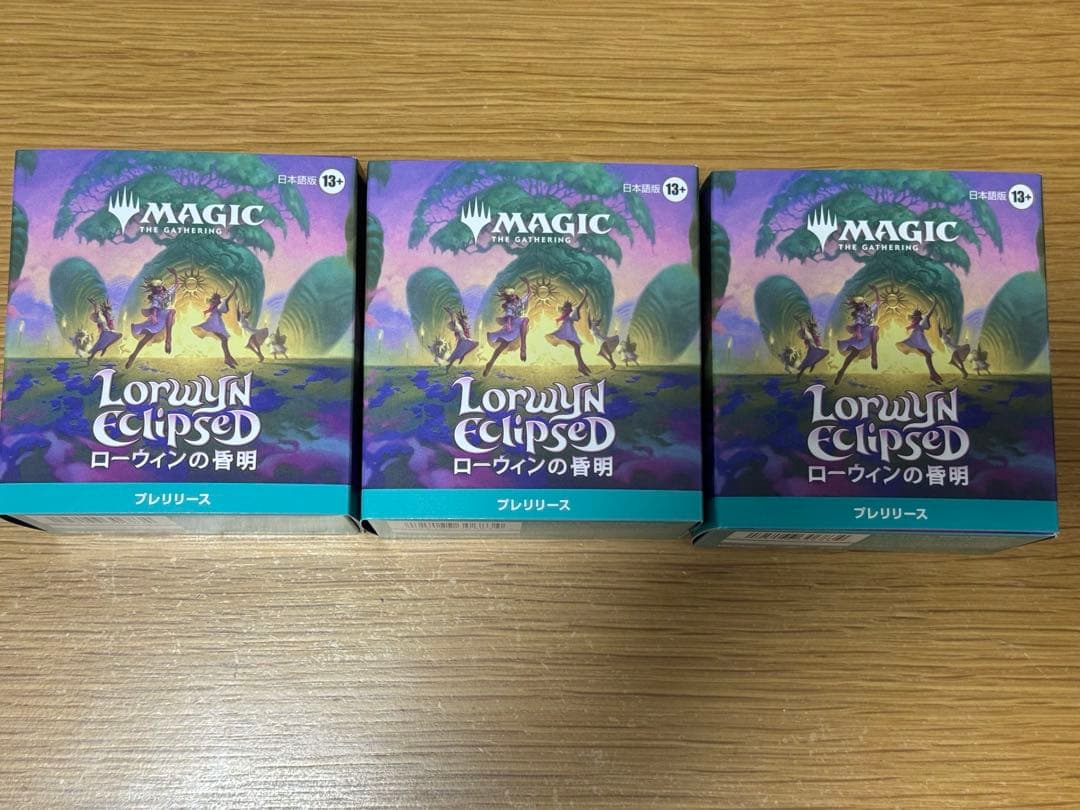 日本語版 13+
MAGIC
THE GATHERING
LORWYN
ECLIPSED
ローウィンの昏明
プレリリース
日本語版 13+
MAGIC
THE GATHERING
LORWYN
ECLIPSED
ローウィンの昏明
プレリリース
日本語版 13+
MAGIC
THE GATHERING
LORWYN
ECLIPSED
ローウィンの昏明
プレリリース